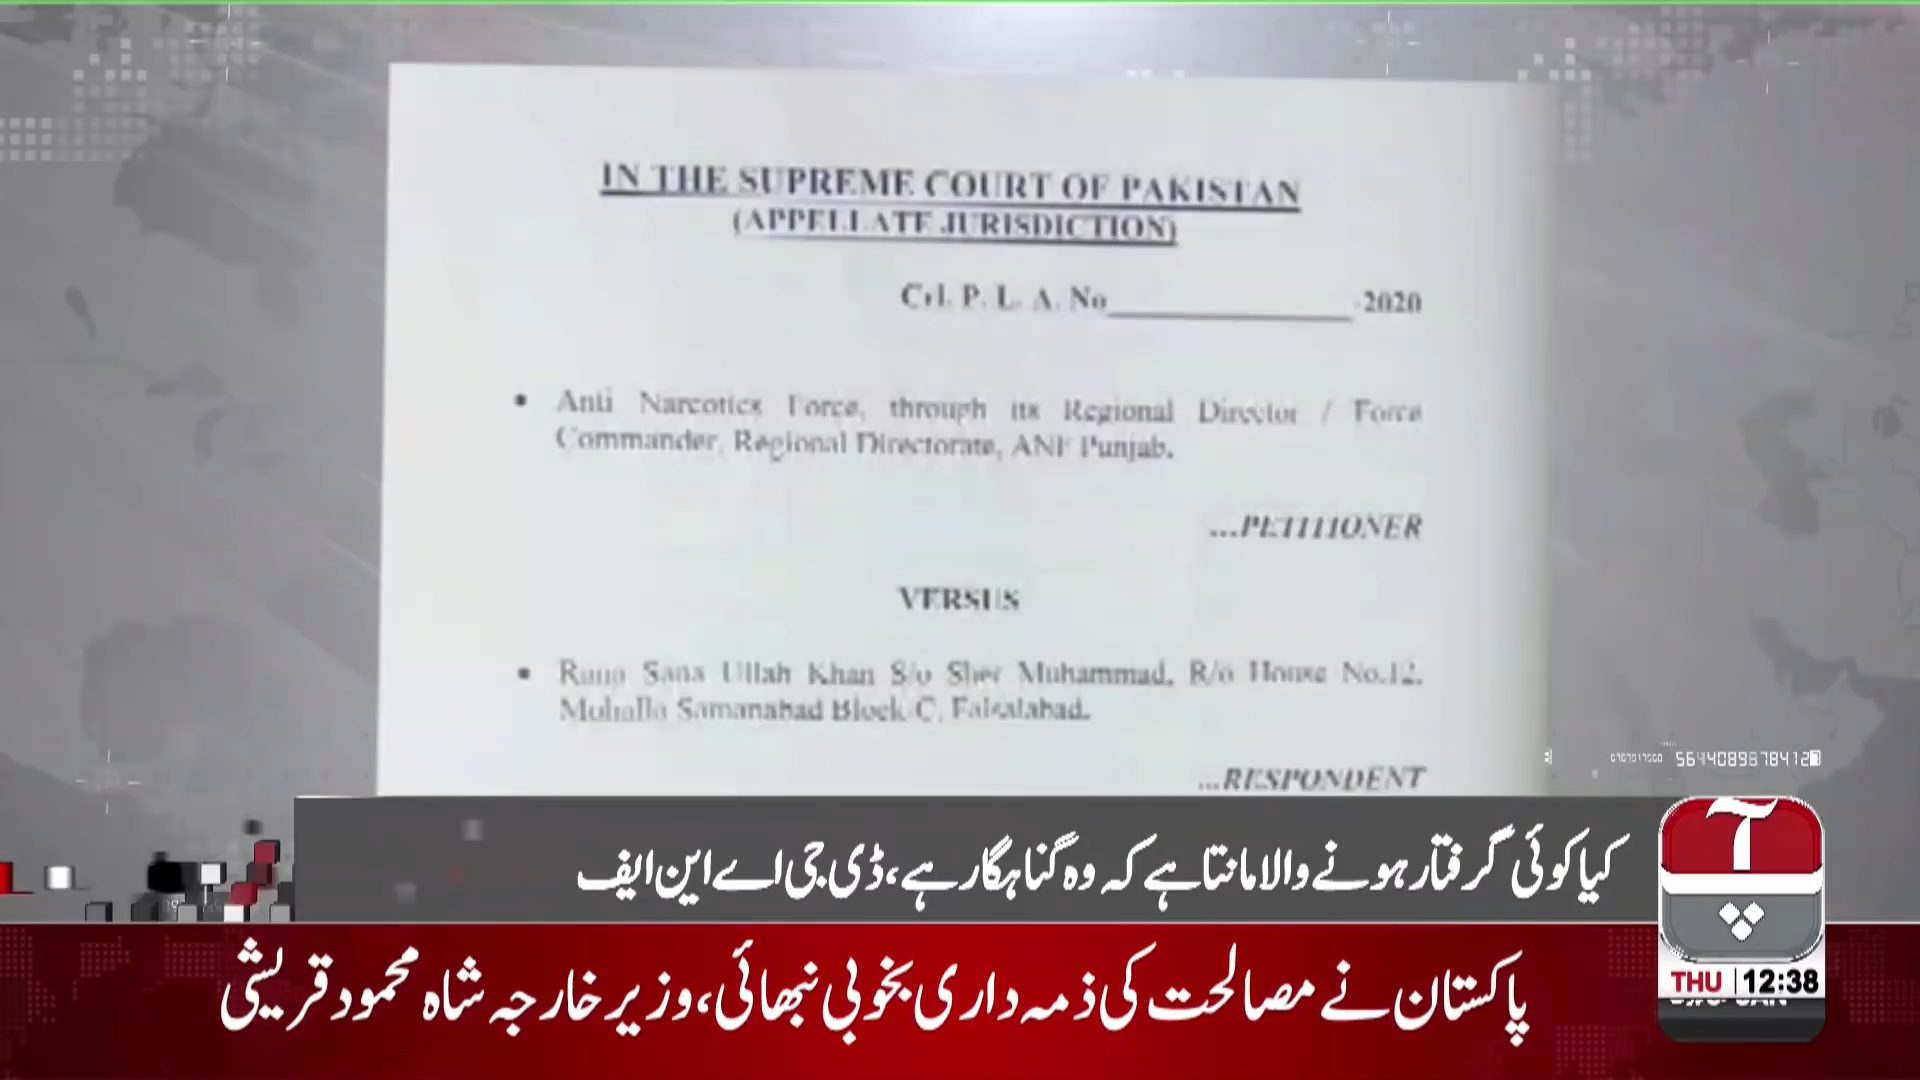 IN THE SUPREME COURT OF PAKISTAN
(APPELLATE JURISDICTION)
Crl. P. L. A. No____________-2020
• Anti Narcotics Force, through its Regional Director / Force
Commander, Regional Directorate, ANF Punjab.
...PETITIONER
VERSUS
• Rana Sana Ullah Khan S/o Sher Muhammad, R/o House No.12,
Mohalla Samanabad Block-C, Faisalabad.
...RESPONDENT
5644089878412
کیا کوئی گرفتار ہونے والا مانتا ہے کہ وہ گناہگار ہے، ڈی جی اے این ایف
آپ
پاکستان نے مصالحت کی ذمہ داری بخوبی نبھائی، وزیر خارجہ شاہ محمود قریشی
THU 12:38